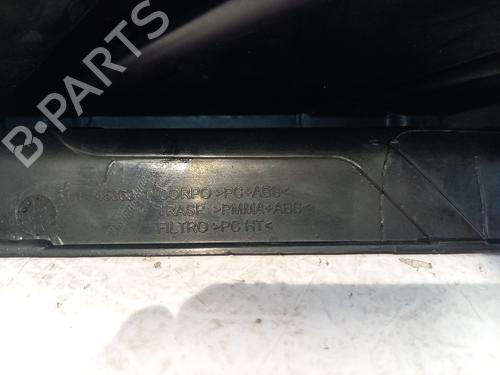 B-PARTS
CORPO >PC+ABS<
TRASP. >PMMA+ABS<
FILTRO >PC HT<